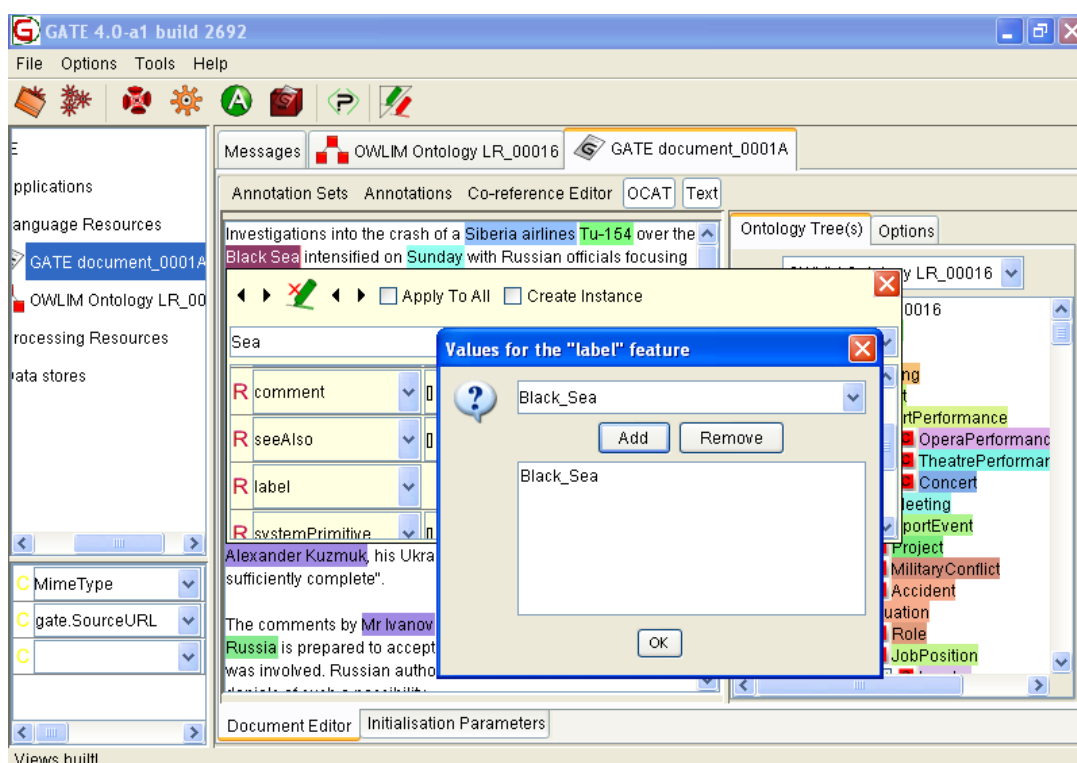 GATE 4.0-a1 build 2692
File Options Tools Help
Messages OWLIM Ontology LR_00016 GATE document_0001A
Annotation Sets Annotations Co-reference Editor OCAT Text
pplications
anguage Resources
GATE document_0001A
OWLIM Ontology LR_00
rocessing Resources
ata stores
MimeType
gate.SourceURL
Investigations into the crash of a Siberia airlines Tu-154 over the
Black Sea intensified on Sunday with Russian officials focusing
Apply To All Create Instance
Sea
R comment []
R seeAlso []
R label
R systemPrimitive
Values for the "label" feature
Black_Sea
Add Remove
Black_Sea
OK
Alexander Kuzmuk, his Ukra
sufficiently complete".
The comments by Mr Ivanov
Russia is prepared to accept
was involved. Russian autho
Ontology Tree(s) Options
y LR_00016
0016
ng
t
rtPerformance
OperaPerformanc
TheatrePerformar
Concert
leeting
portEvent
Project
MilitaryConflict
Accident
uation
Role
JobPosition
Document Editor Initialisation Parameters
Views built!